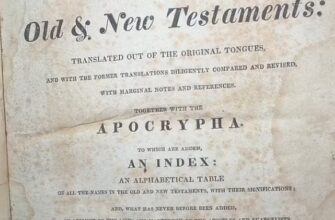 Old & New Testaments:
TRANSLATED OUT OF THE ORIGINAL TONGUES,
AND WITH THE FORMER TRANSLATIONS DILIGENTLY COMPARED AND REVISED,
WITH MARGINAL NOTES AND REFERENCES.
TOGETHER WITH THE
APOCRYPHA.
TO WHICH ARE ADDED,
AN INDEX:
AN ALPHABETICAL TABLE
OF ALL THE NAMES IN THE OLD AND NEW TESTAMENTS, WITH THEIR SIGNIFICATIONS:
AND, WHAT HAS NEVER BEFORE BEEN ADDED,